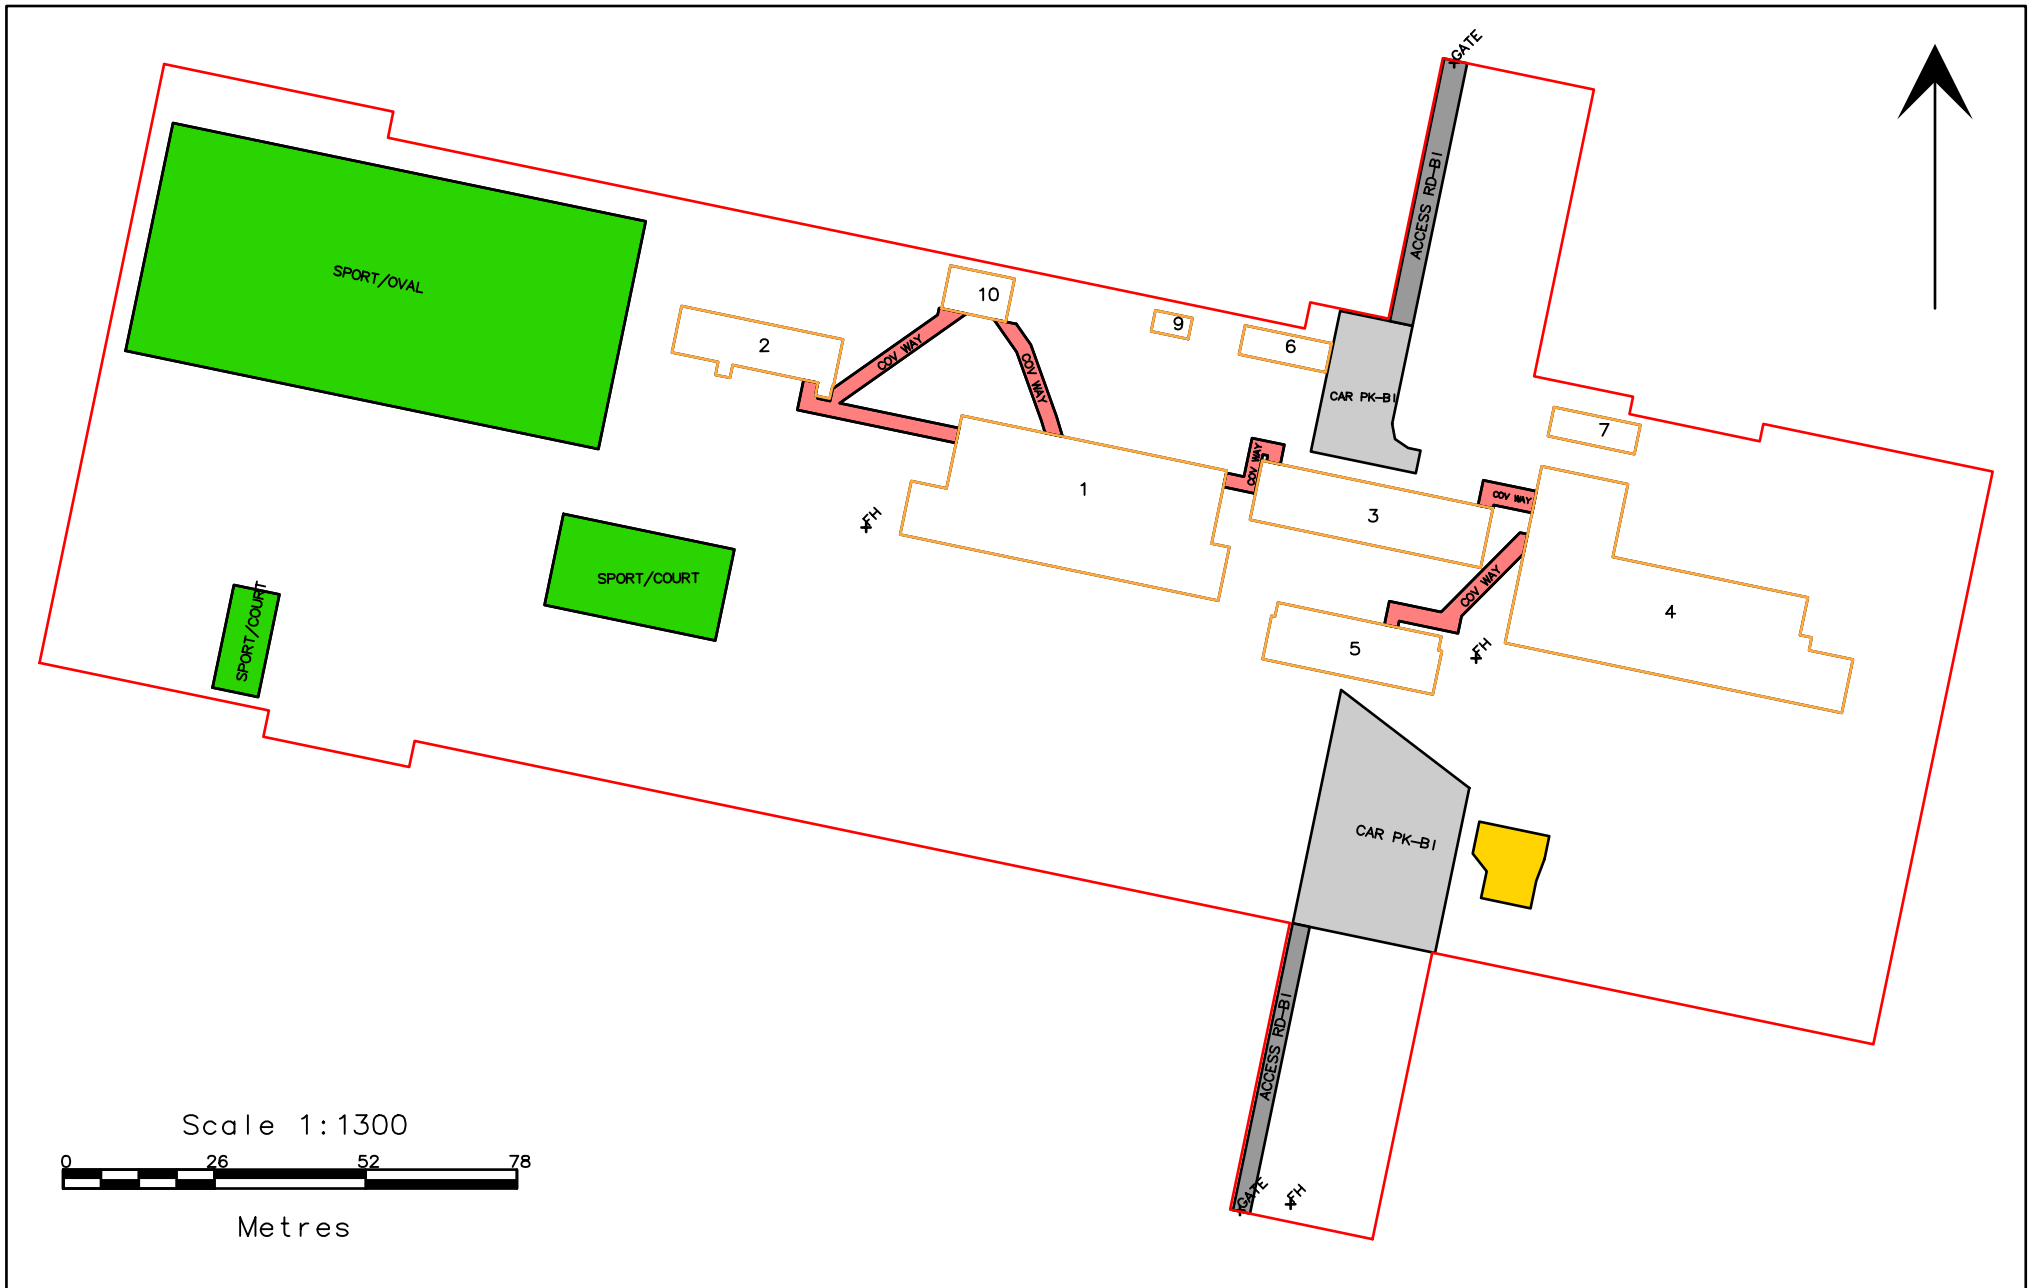 GATE
ACCESS RD-BI
SPORT/OVAL
10
9
2
6
COV WAY
COV WAY
CAR PK-BI
7
COV WAY
1
COV WAY
3
FH
SPORT/COURT
COV WAY
4
SPORT/COURT
5
FH
CAR PK-BI
ACCESS RD-BI
GATE
FH
Scale 1:1300
0 26 52 78
Metres